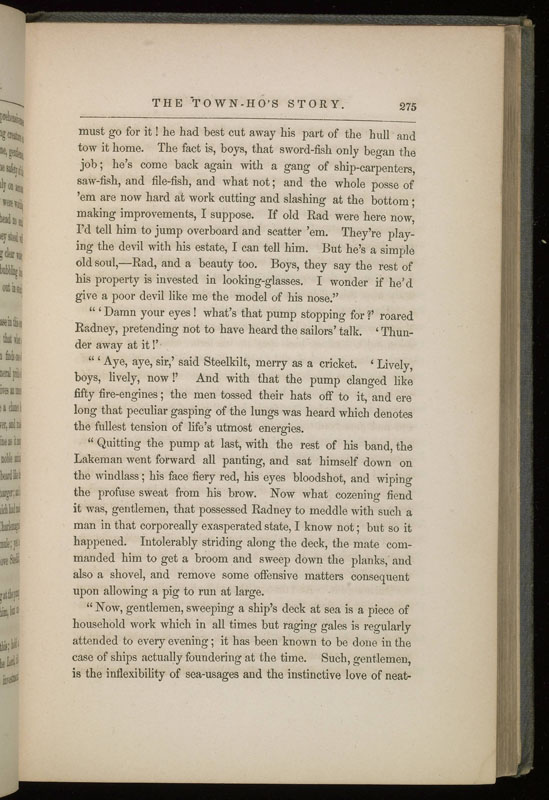 THE TOWN-HO'S STORY. 275
must go for it! he had best cut away his part of the hull and
tow it home. The fact is, boys, that sword-fish only began the
job; he's come back again with a gang of ship-carpenters,
saw-fish, and file-fish, and what not; and the whole posse of
'em are now hard at work cutting and slashing at the bottom;
making improvements, I suppose. If old Rad were here now,
I'd tell him to jump overboard and scatter 'em. They're play-
ing the devil with his estate, I can tell him. But he's a simple
old soul,—Rad, and a beauty too. Boys, they say the rest of
his property is invested in looking-glasses. I wonder if he'd
give a poor devil like me the model of his nose."
"'Damn your eyes! what's that pump stopping for?' roared
Radney, pretending not to have heard the sailors' talk. 'Thun-
der away at it!'
"'Aye, aye, sir,' said Steelkilt, merry as a cricket. 'Lively,
boys, lively, now!' And with that the pump clanged like
fifty fire-engines; the men tossed their hats off to it, and ere
long that peculiar gasping of the lungs was heard which denotes
the fullest tension of life's utmost energies.
"Quitting the pump at last, with the rest of his band, the
Lakeman went forward all panting, and sat himself down on
the windlass; his face fiery red, his eyes bloodshot, and wiping
the profuse sweat from his brow. Now what cozening fiend
it was, gentlemen, that possessed Radney to meddle with such a
man in that corporeally exasperated state, I know not; but so it
happened. Intolerably striding along the deck, the mate com-
manded him to get a broom and sweep down the planks, and
also a shovel, and remove some offensive matters consequent
upon allowing a pig to run at large.
"Now, gentlemen, sweeping a ship's deck at sea is a piece of
household work which in all times but raging gales is regularly
attended to every evening; it has been known to be done in the
case of ships actually foundering at the time. Such, gentlemen,
is the inflexibility of sea-usages and the instinctive love of neat-